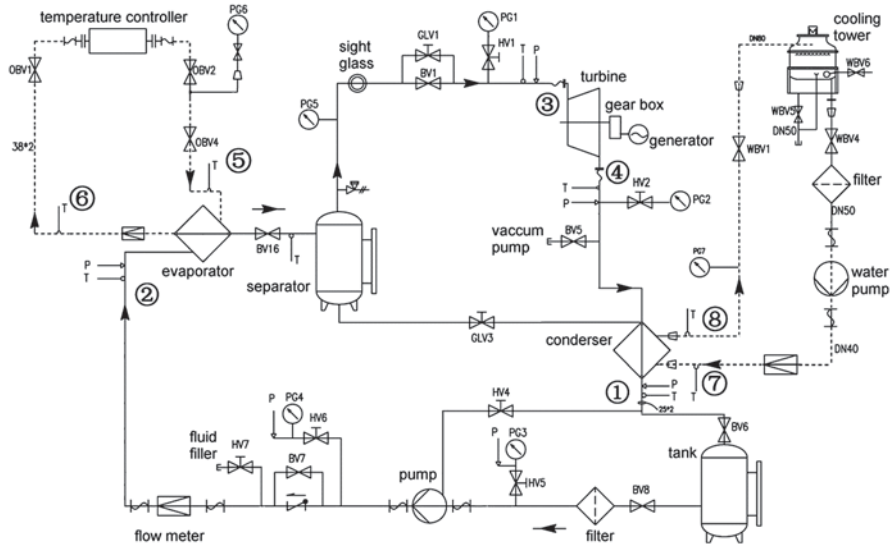 temperature controller
PG6
OBV1
OBV2
OBV4
38*2
T
⑤
⑥
T
sight
glass
GLV1
BV1
PG1
HV1
T
P
PG5
③
turbine
gear box
generator
④
T
P
HV2
PG2
vaccum
pump
BV5
DN80
cooling
tower
M
WBV6
WBV5
DN50
WBV4
WBV1
filter
DN50
PG7
water
pump
DN40
evaporator
BV16
T
separator
P
T
②
GLV3
conderser
T
⑧
⑦
T
①
P
T
25*2
BV6
tank
HV4
P
PG4
HV6
fluid
filler
HV7
BV7
pump
P
PG3
HV5
BV8
filter
flow meter